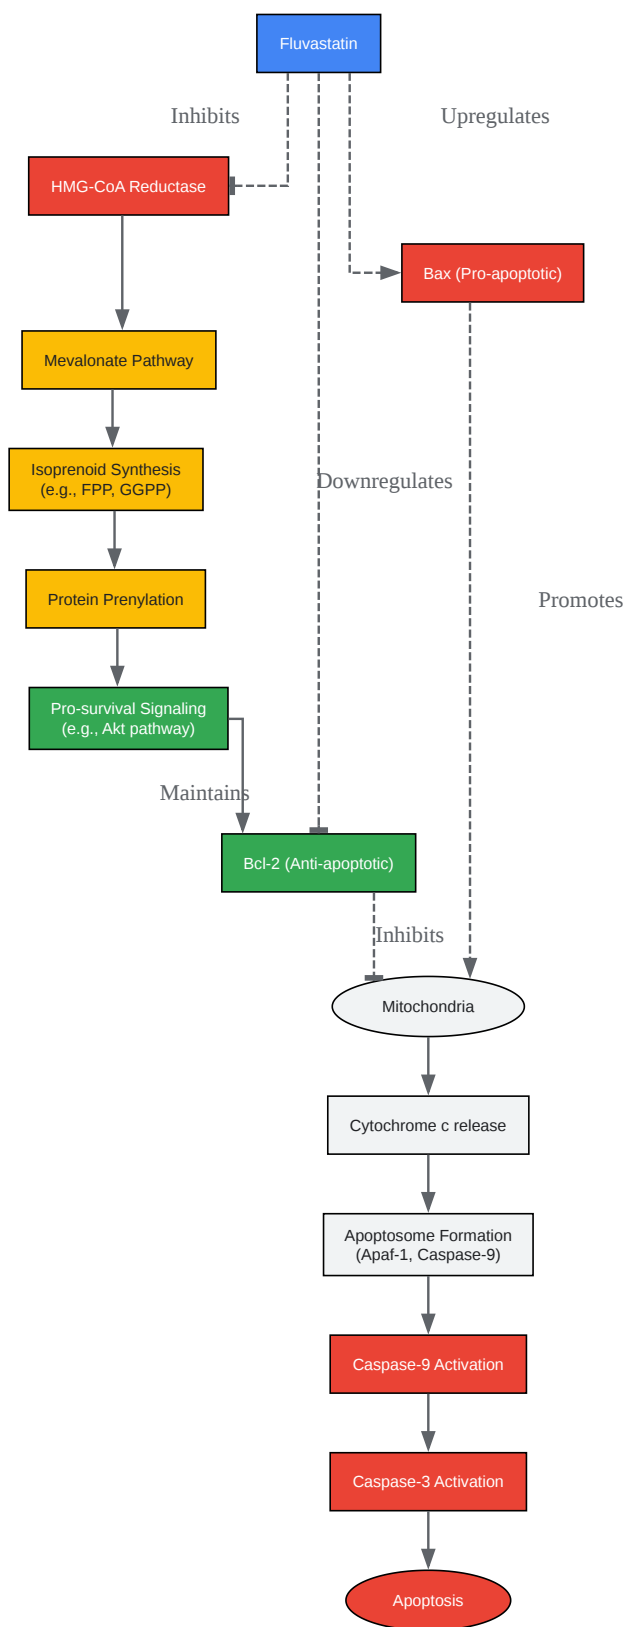 Fluvastatin
Inhibits
Upregulates
HMG-CoA Reductase
Bax (Pro-apoptotic)
Mevalonate Pathway
Isoprenoid Synthesis
(e.g., FPP, GGPP)
Downregulates
Protein Prenylation
Promotes
Pro-survival Signaling
(e.g., Akt pathway)
Maintains
Bcl-2 (Anti-apoptotic)
Inhibits
Mitochondria
Cytochrome c release
Apoptosome Formation
(Apaf-1, Caspase-9)
Caspase-9 Activation
Caspase-3 Activation
Apoptosis